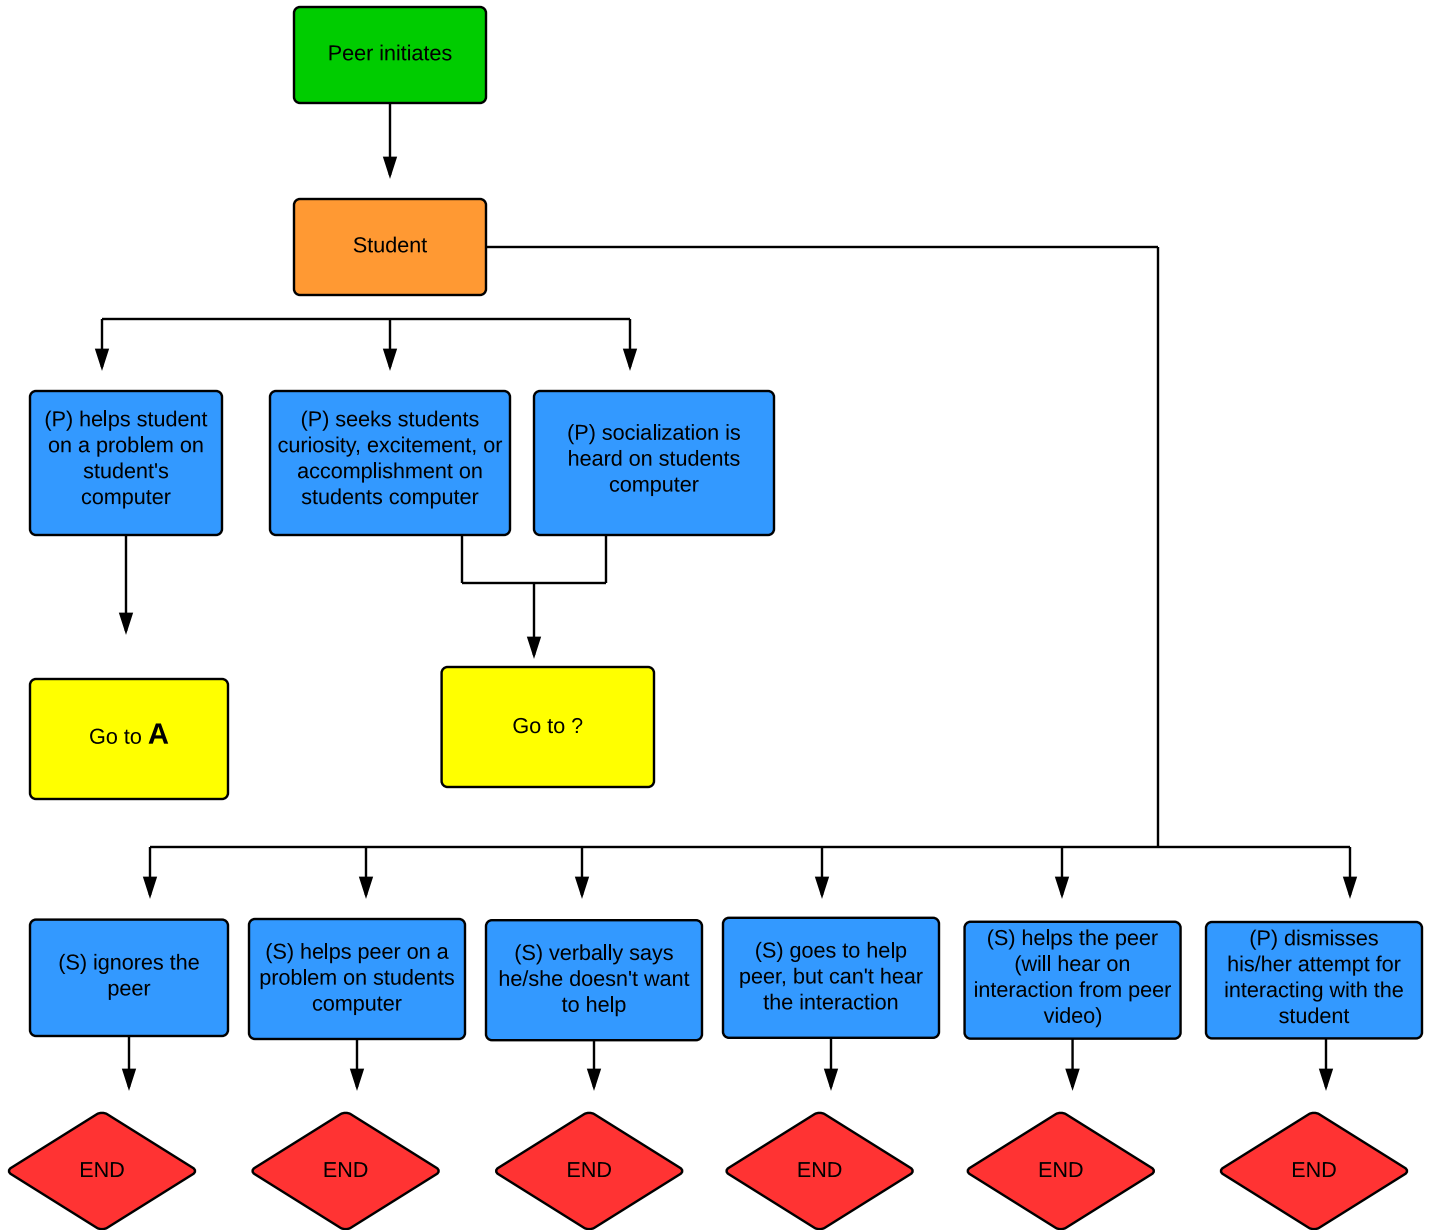 Peer initiates
Student
(P) helps student
on a problem on
student's
computer
(P) seeks students
curiosity, excitement, or
accomplishment on
students computer
(P) socialization is
heard on students
computer
Go to A
Go to ?
(S) ignores the
peer
(S) helps peer on a
problem on students
computer
(S) verbally says
he/she doesn't want
to help
(S) goes to help
peer, but can't hear
the interaction
(S) helps the peer
(will hear on
interaction from peer
video)
(P) dismisses
his/her attempt for
interacting with the
student
END
END
END
END
END
END